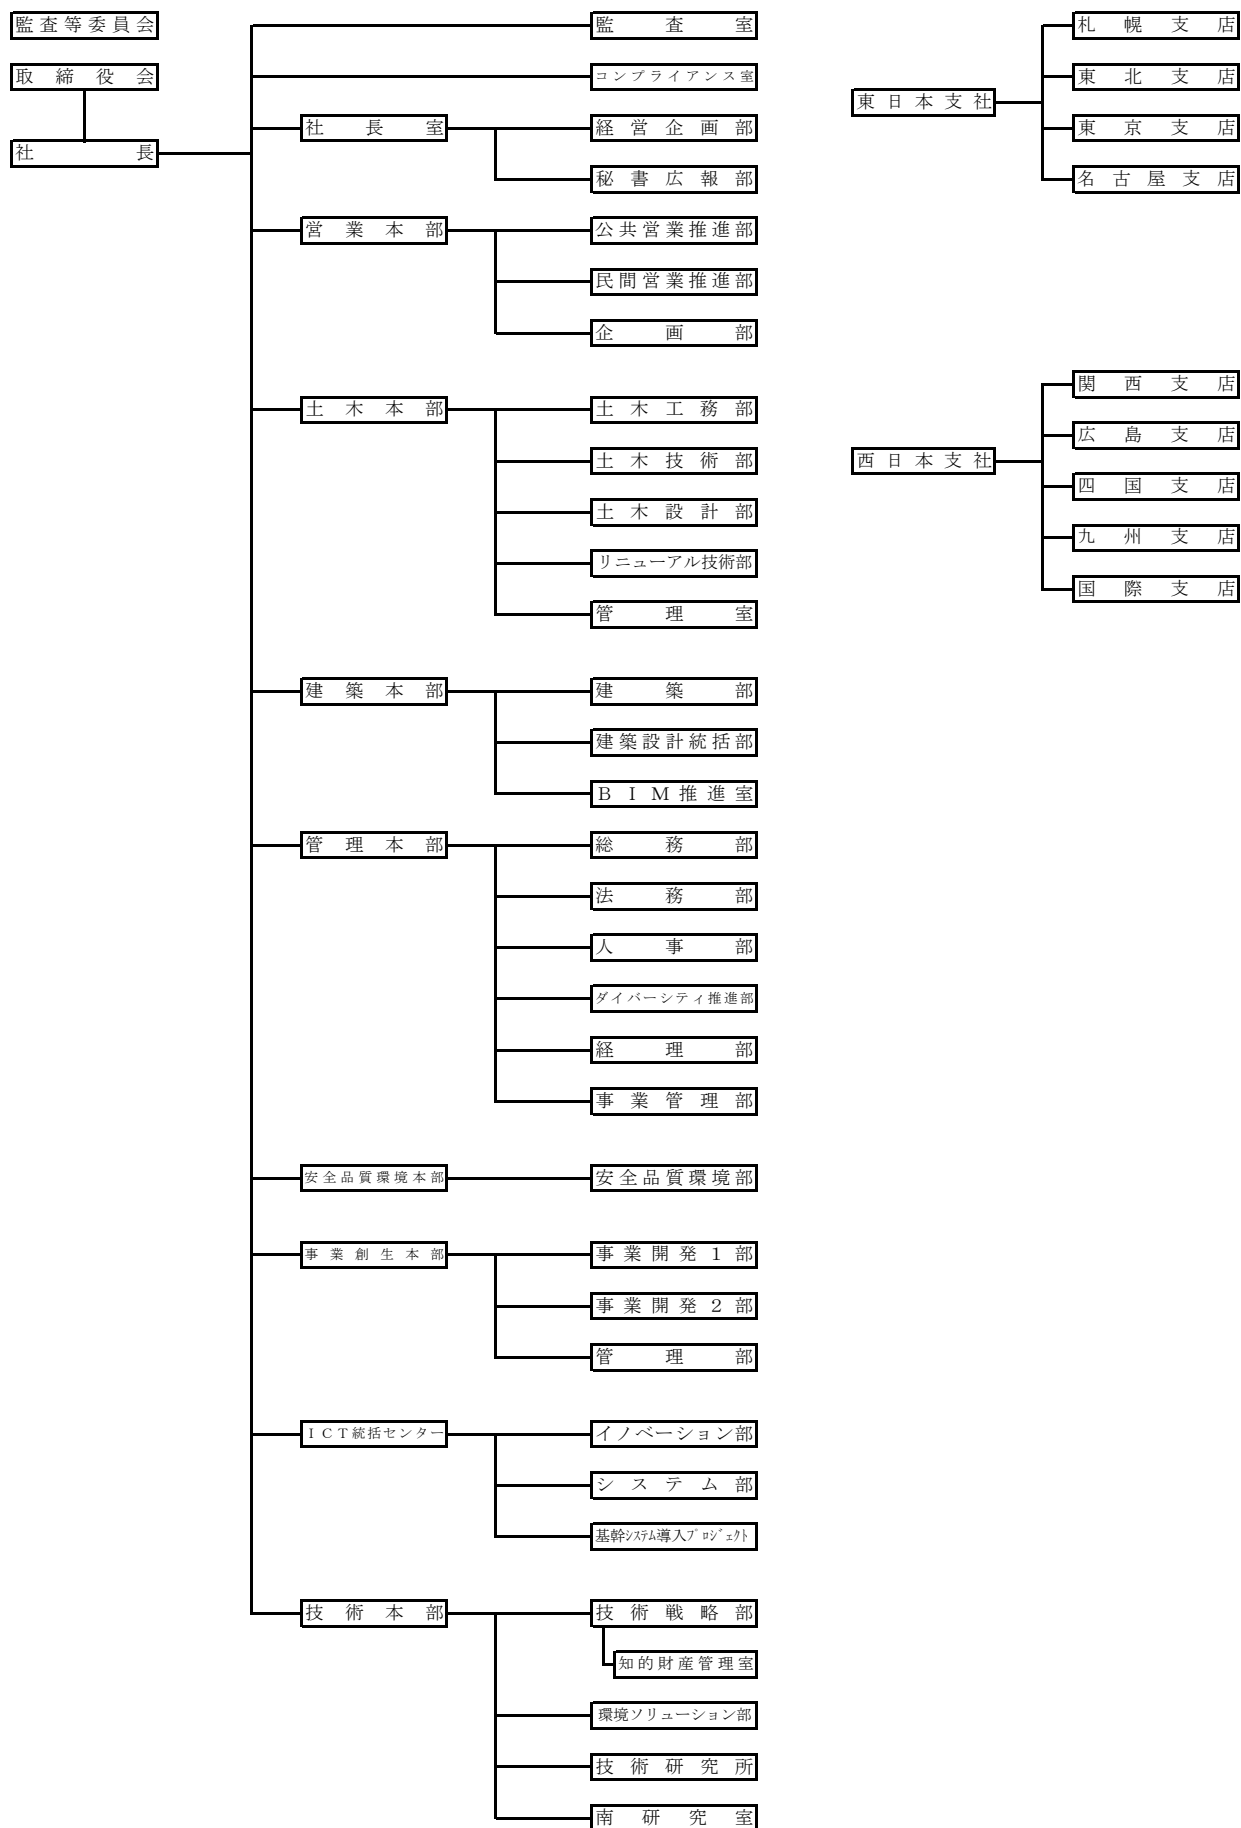 監査等委員会
取締役会
社長
監査室
コンプライアンス室
社長室
経営企画部
秘書広報部
営業本部
公共営業推進部
民間営業推進部
企画部
土木本部
土木工務部
土木技術部
土木設計部
リニューアル技術部
管理室
建築本部
建築部
建築設計統括部
BIM推進室
管理本部
総務部
法務部
人事部
ダイバーシティ推進部
経理部
事業管理部
安全品質環境本部
安全品質環境部
事業創生本部
事業開発1部
事業開発2部
管理部
ICT統括センター
イノベーション部
システム部
基幹ｼｽﾃﾑ導入ﾌﾟﾛｼﾞｪｸﾄ
技術本部
技術戦略部
知的財産管理室
環境ソリューション部
技術研究所
南研究室
東日本支社
札幌支店
東北支店
東京支店
名古屋支店
西日本支社
関西支店
広島支店
四国支店
九州支店
国際支店